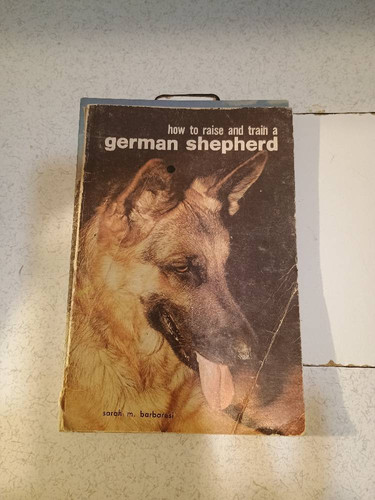 how to raise and train a
german shepherd
sarah m. barbaresi